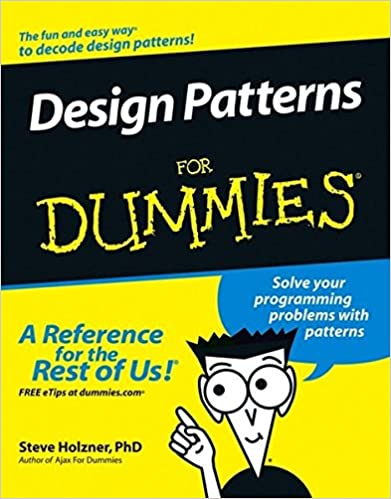 The fun and easy way™
to decode design patterns!
Design Patterns
FOR
DUMMIES®
Solve your
programming
problems with
patterns
A Reference
for the
Rest of Us!®
FREE eTips at dummies.com®
Steve Holzner, PhD
Author of Ajax For Dummies